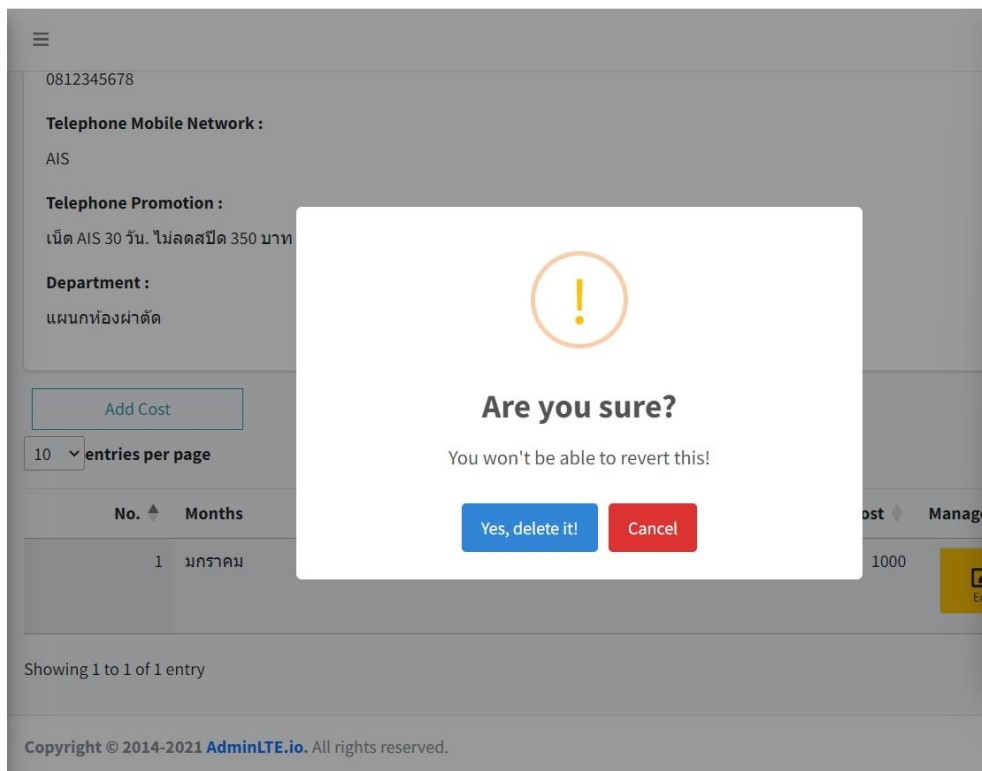 0812345678
Telephone Mobile Network :
AIS
Telephone Promotion :
เน็ต AIS 30 วัน. ไม่ลดสปีด 350 บาท
Department :
แผนกห้องผ่าตัด
Add Cost
10 entries per page
!
Are you sure?
You won't be able to revert this!
Yes, delete it! Cancel
No. Months
1 มกราคม 1000
Showing 1 to 1 of 1 entry
Copyright © 2014-2021 AdminLTE.io. All rights reserved.